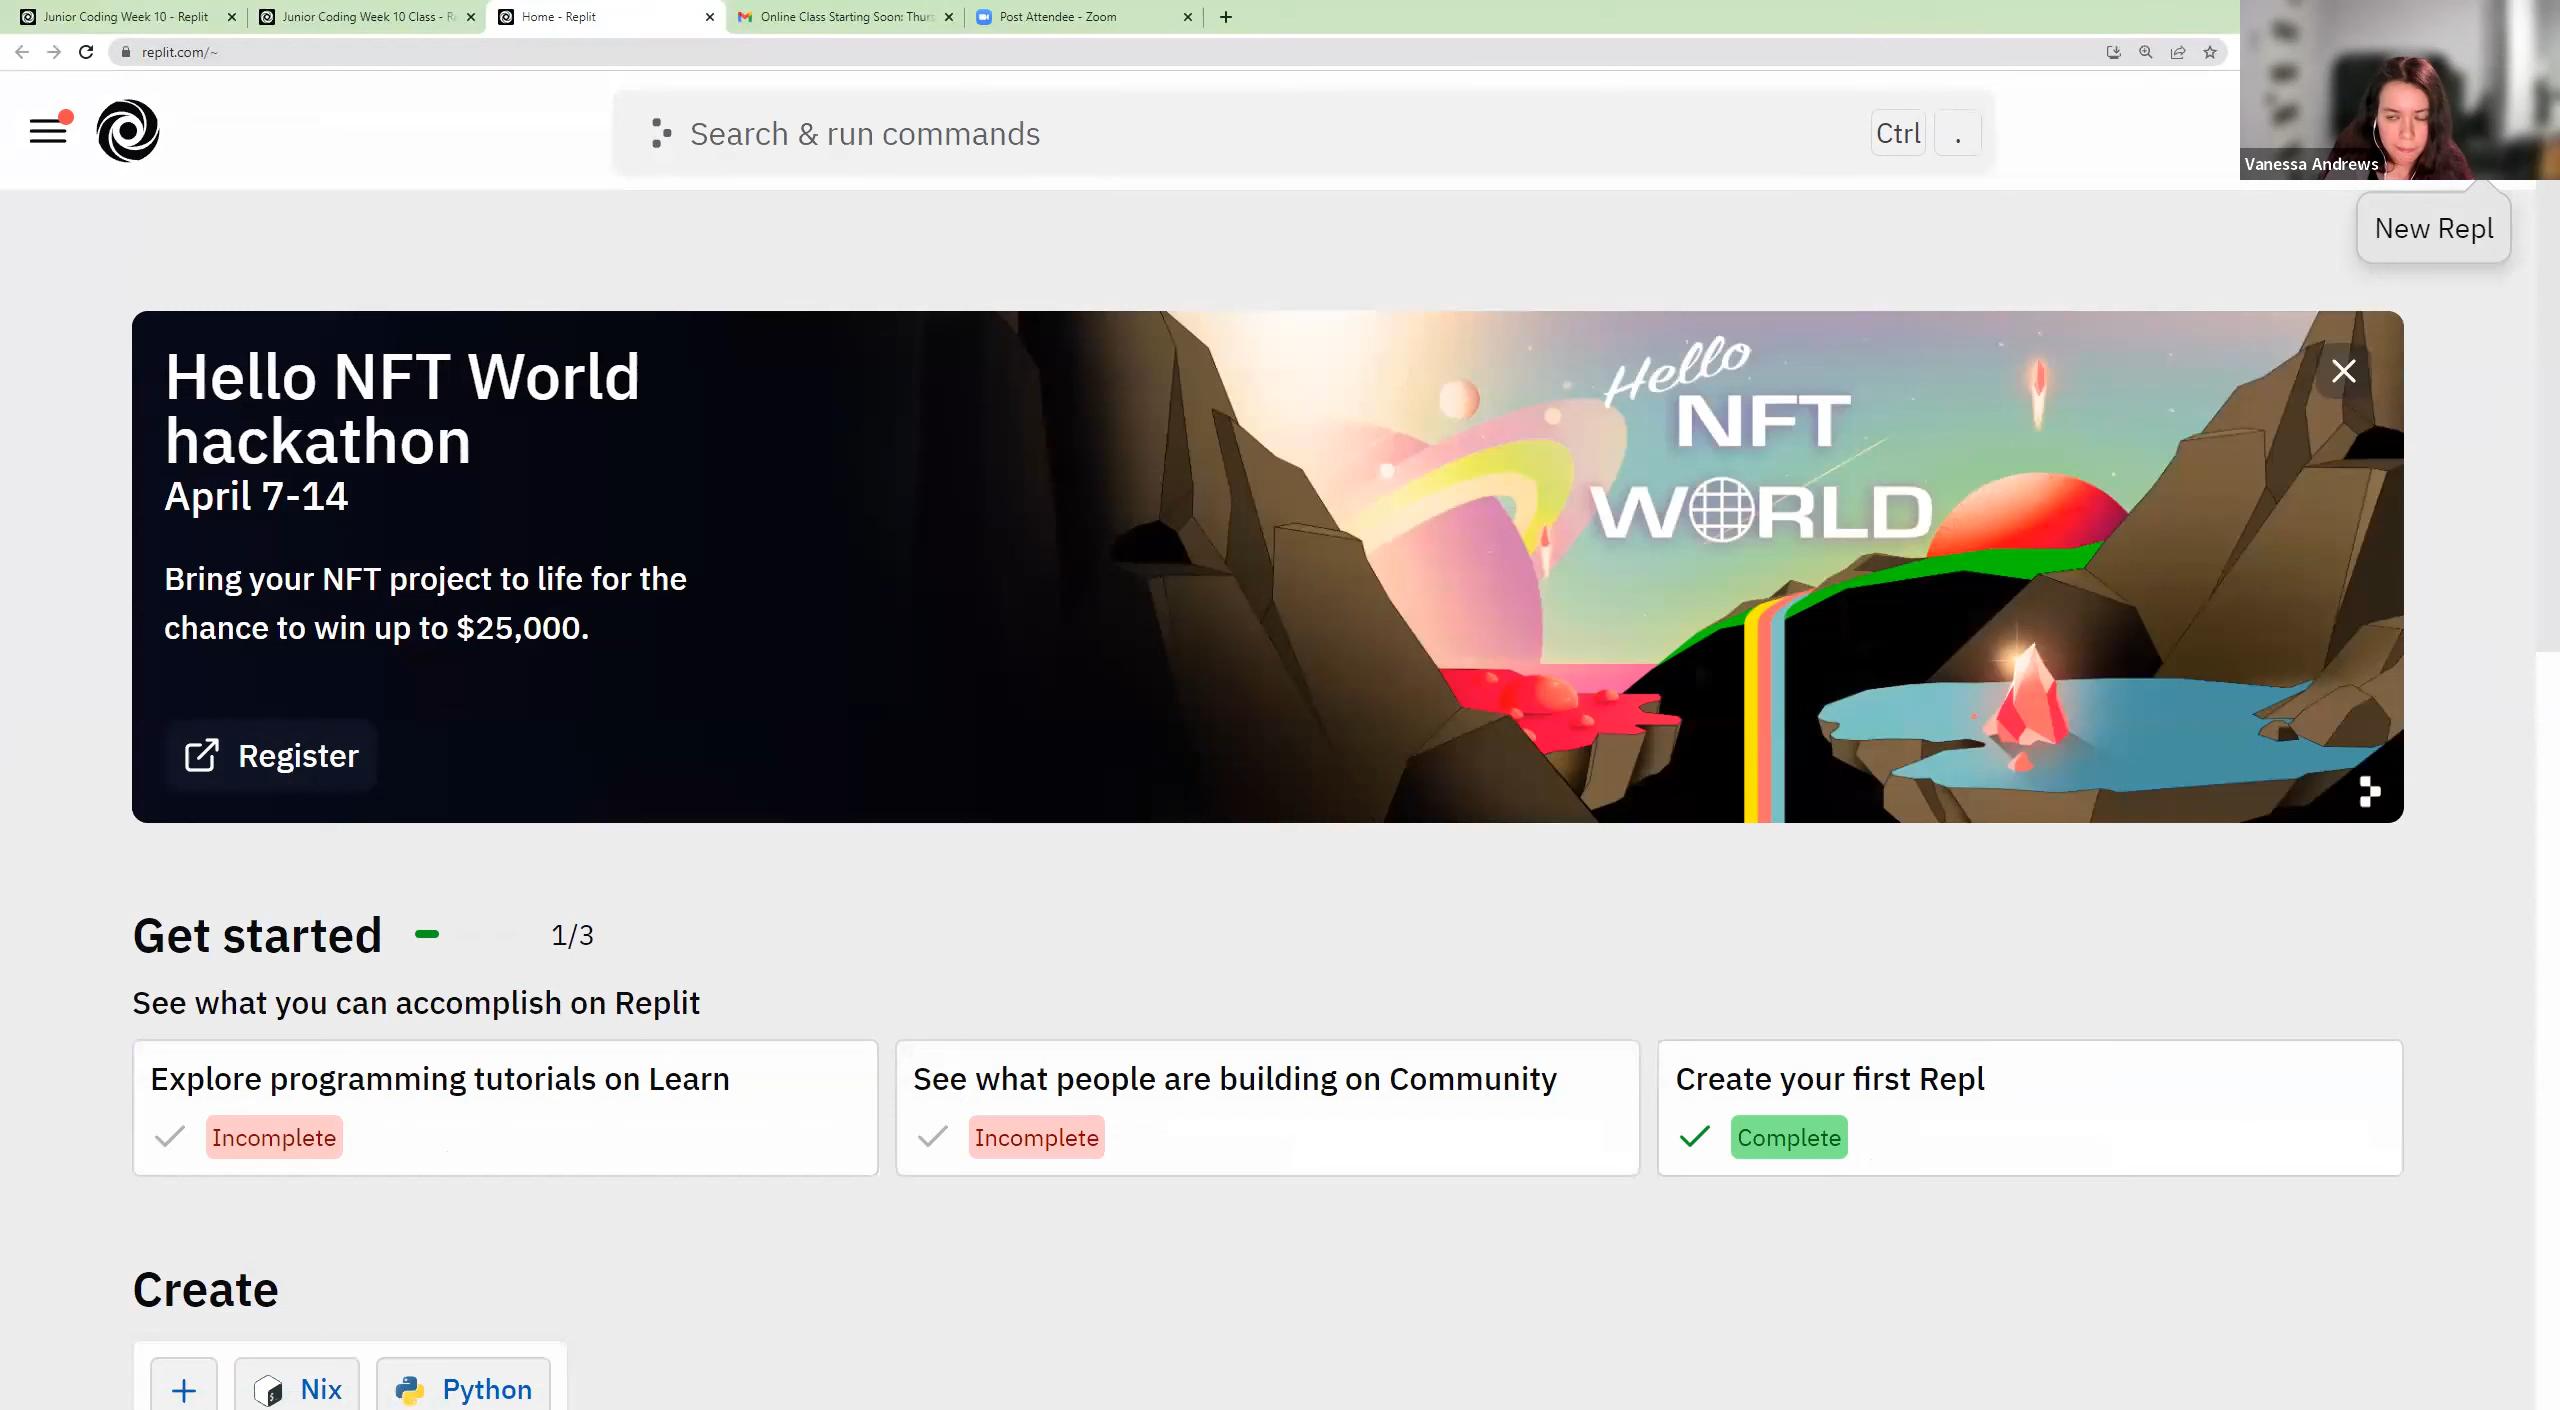 Junior Coding Week 10 - Replit
Junior Coding Week 10 Class - Re
Home - Replit
Online Class Starting Soon: Thurs
Post Attendee - Zoom
replit.com/~
Search & run commands
Ctrl .
Vanessa Andrews
New Repl
Hello NFT World
hackathon
April 7-14
Bring your NFT project to life for the
chance to win up to $25,000.
Register
Hello
NFT
WORLD
Get started 1/3
See what you can accomplish on Replit
Explore programming tutorials on Learn
Incomplete
See what people are building on Community
Incomplete
Create your first Repl
Complete
Create
+ Nix Python